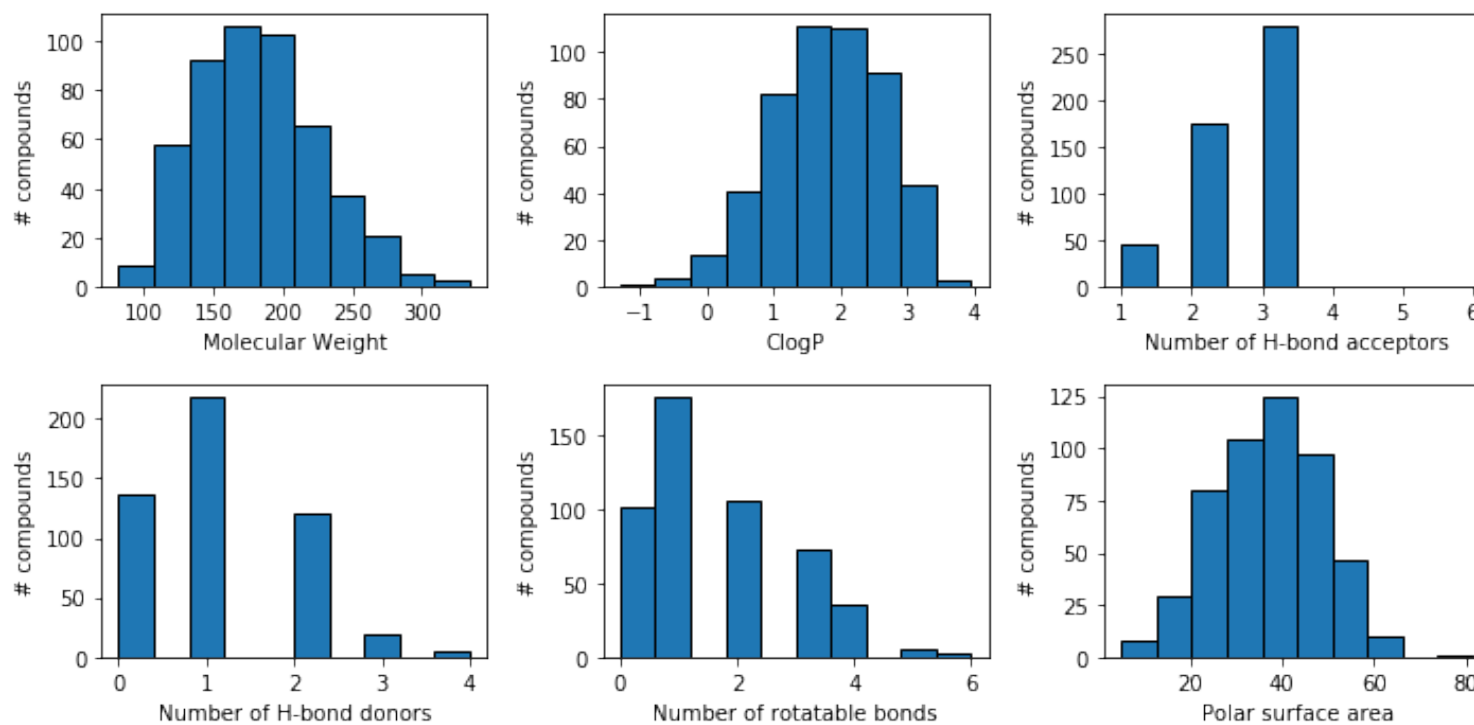 # compounds
100
80
60
40
20
0
100 150 200 250 300
Molecular Weight
# compounds
100
80
60
40
20
0
−1 0 1 2 3 4
ClogP
# compounds
250
200
150
100
50
0
1 2 3 4 5 6
Number of H-bond acceptors
# compounds
200
150
100
50
0
0 1 2 3 4
Number of H-bond donors
# compounds
150
100
50
0
0 2 4 6
Number of rotatable bonds
# compounds
125
100
75
50
25
0
20 40 60 80
Polar surface area